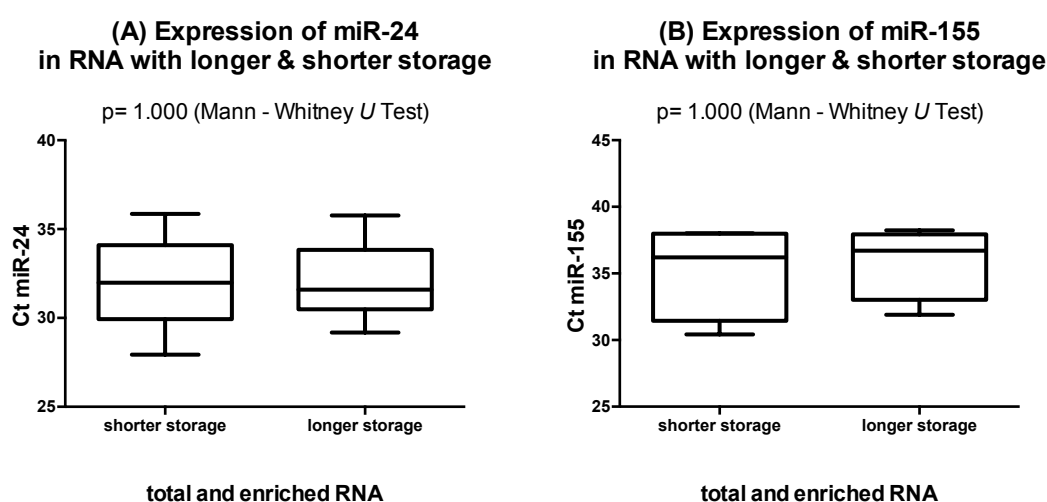 (A) Expression of miR-24
in RNA with longer & shorter storage
p= 1.000 (Mann - Whitney U Test)
40
35
30
25
Ct miR-24
shorter storage
longer storage
total and enriched RNA
(B) Expression of miR-155
in RNA with longer & shorter storage
p= 1.000 (Mann - Whitney U Test)
45
40
35
30
25
Ct miR-155
shorter storage
longer storage
total and enriched RNA